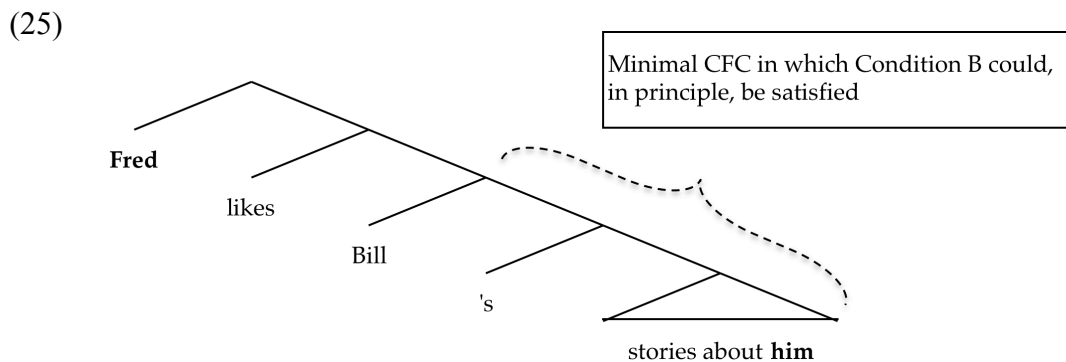 (25)
Minimal CFC in which Condition B could,
in principle, be satisfied
Fred
likes
Bill
's
stories about him